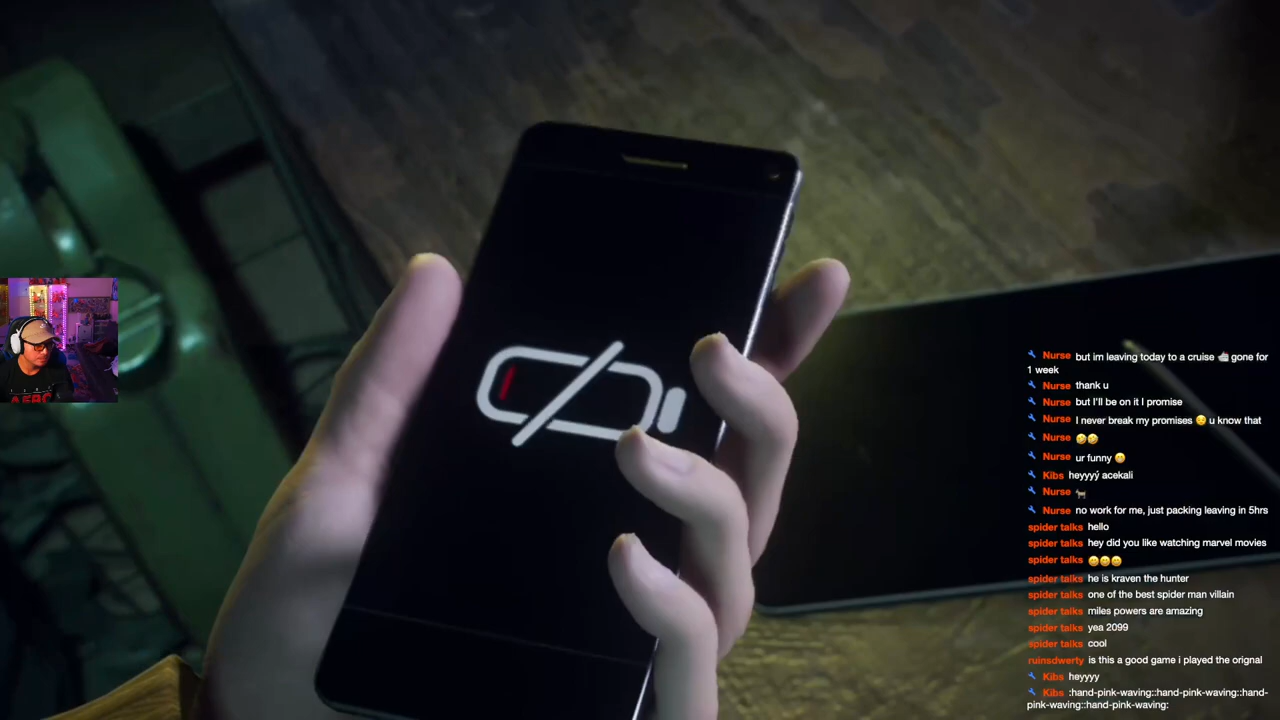 Nurse but im leaving today to a cruise 🛳 gone for
1 week
Nurse thank u
Nurse but I'll be on it I promise
Nurse I never break my promises 😌 u know that
Nurse 🤣🤣
Nurse ur funny 😁
Kibs heyyyý acekali
Nurse 🐐
Nurse no work for me, just packing leaving in 5hrs
spider talks hello
spider talks hey did you like watching marvel movies
spider talks 😀😀😀
spider talks he is kraven the hunter
spider talks one of the best spider man villain
spider talks miles powers are amazing
spider talks yea 2099
spider talks cool
ruinsdwerty is this a good game i played the orignal
Kibs heyyyy
Kibs :hand-pink-waving::hand-pink-waving::hand-
pink-waving::hand-pink-waving: